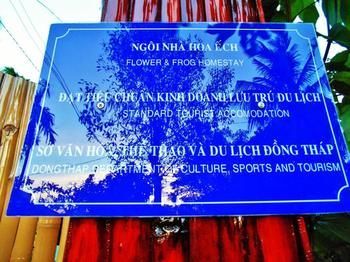 NGÔI NHÀ HOA ẾCH
FLOWER & FROG HOMESTAY
ĐẠT TIÊU CHUẨN KINH DOANH LƯU TRÚ DU LỊCH
STANDARD TOURIST ACCOMODATION
SỞ VĂN HÓA, THỂ THAO VÀ DU LỊCH ĐỒNG THÁP
DONGTHAP DEPARTMENT OF CULTURE, SPORTS AND TOURISM